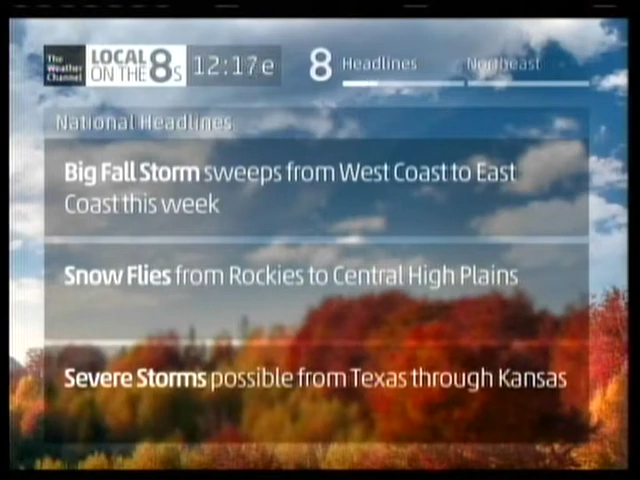 The
Weather
Channel
LOCAL
ON THE 8s
12:17e
8
Headlines
Northeast
National Headlines
Big Fall Storm sweeps from West Coast to East
Coast this week
Snow Flies from Rockies to Central High Plains
Severe Storms possible from Texas through Kansas